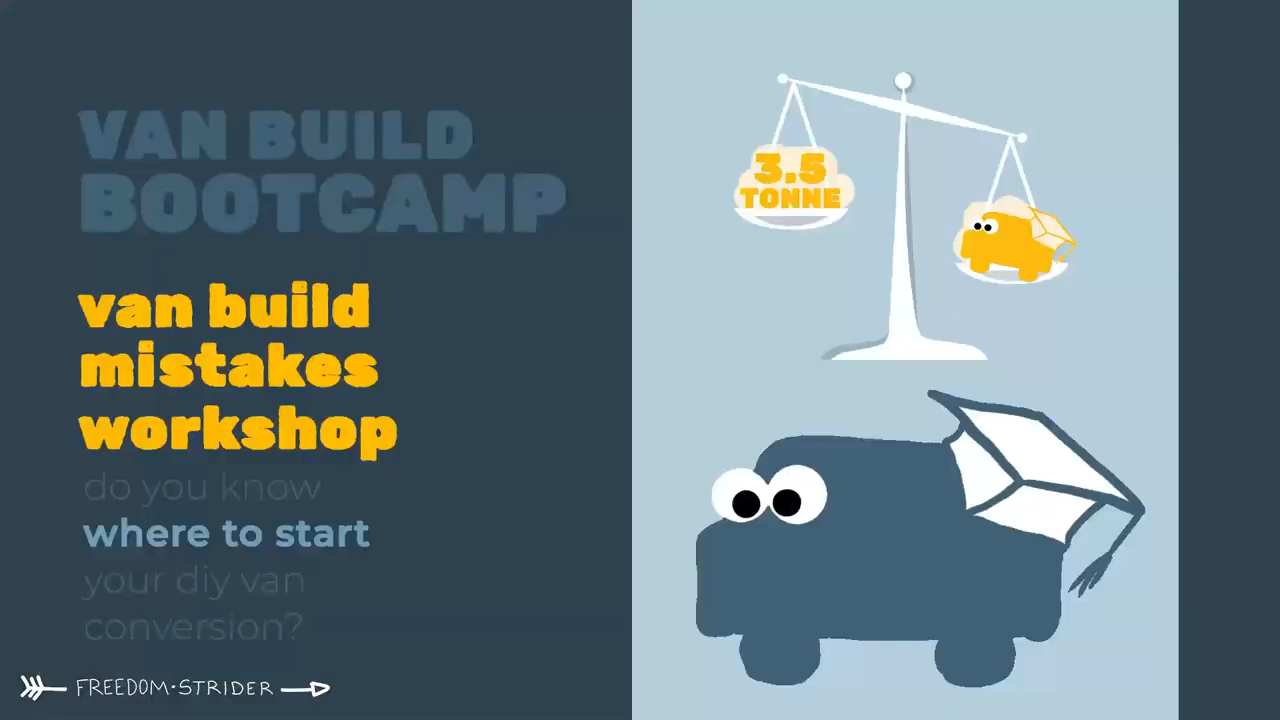 VAN BUILD
BOOTCAMP
van build
mistakes
workshop
do you know
where to start
your diy van
conversion?
FREEDOM·STRIDER
3.5
TONNE